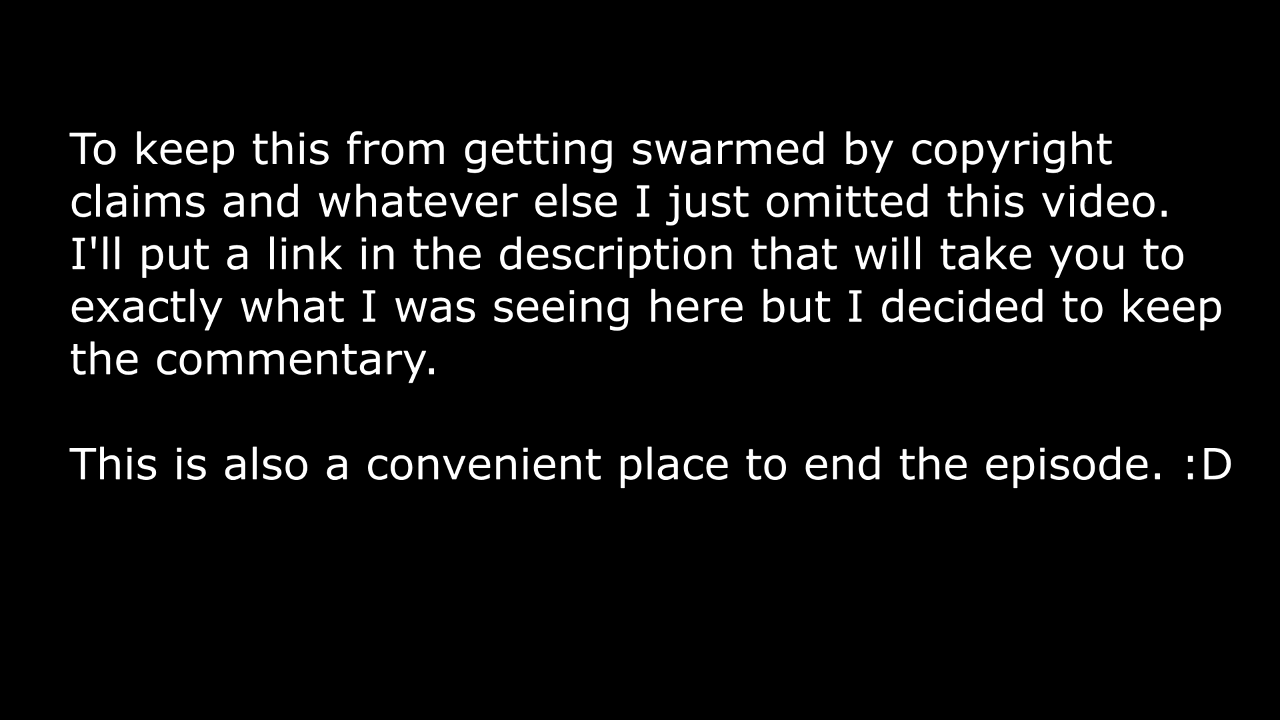 To keep this from getting swarmed by copyright
claims and whatever else I just omitted this video.
I'll put a link in the description that will take you to
exactly what I was seeing here but I decided to keep
the commentary.
This is also a convenient place to end the episode. :D